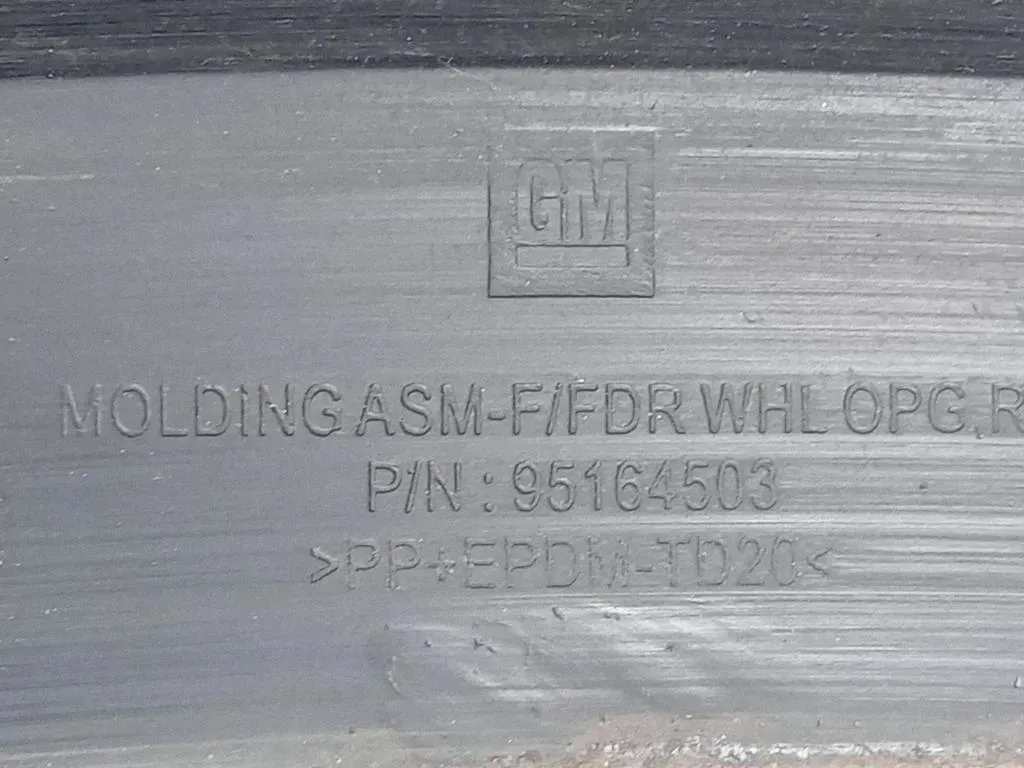 GM
MOLDING ASM-F/FDR WHL OPG,R
P/N : 95164503
>PP+EPDM-TD20<